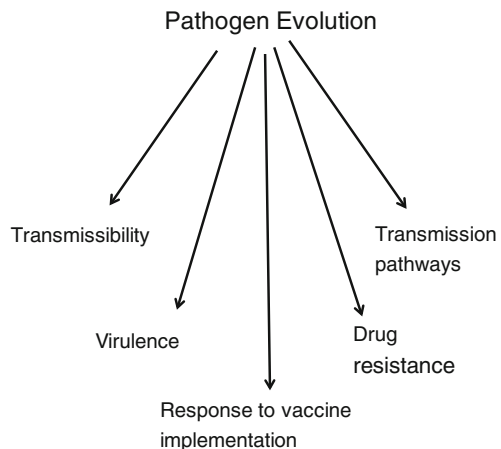 Pathogen Evolution
Transmissibility
Transmission
pathways
Virulence
Drug
resistance
Response to vaccine
implementation